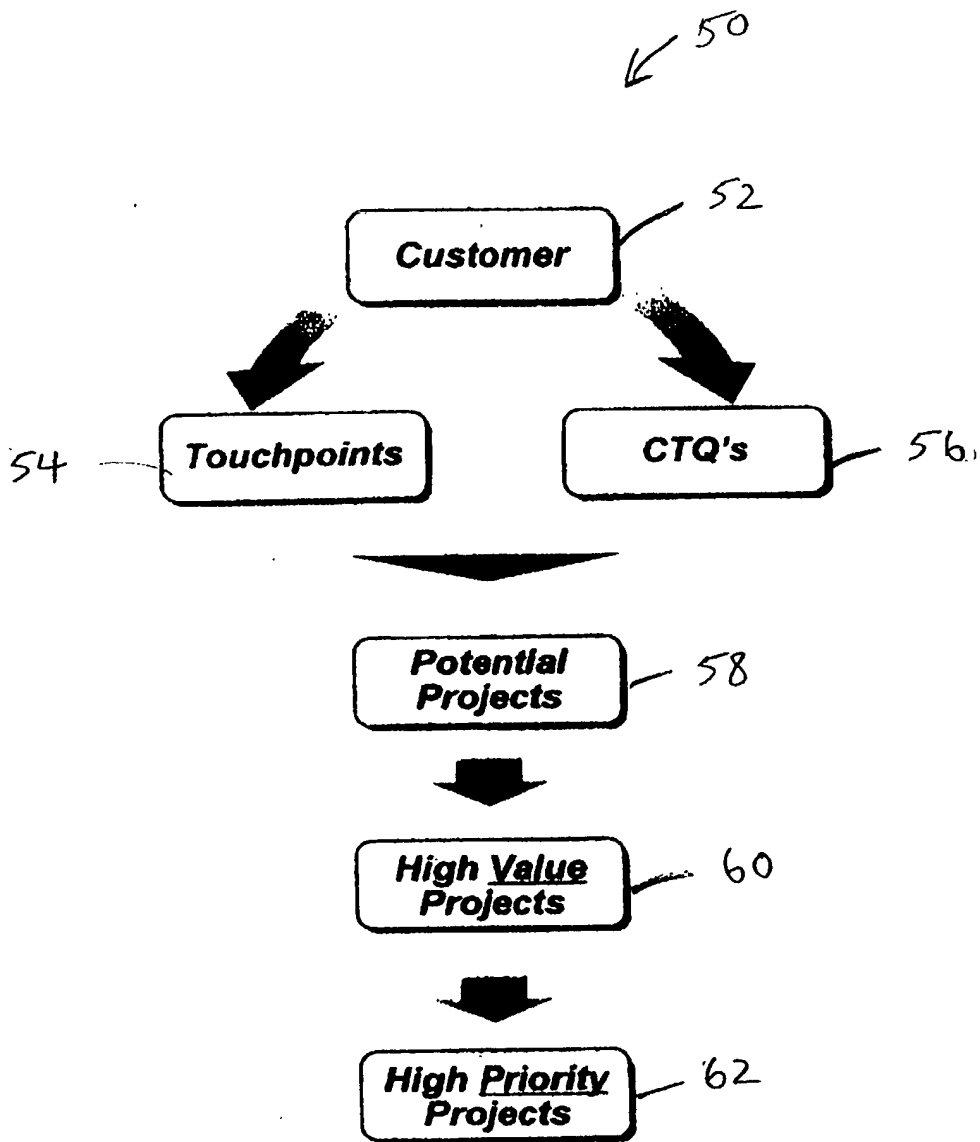 50
52
Customer
54
Touchpoints
CTQ's
56
Potential
Projects
58
High Value
Projects
60
High Priority
Projects
62